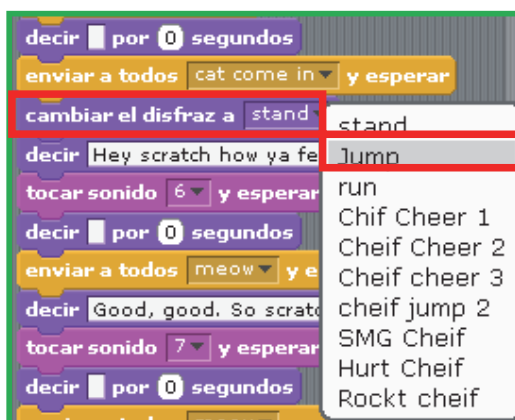 decir por 0 segundos
enviar a todos cat come in y esperar
cambiar el disfraz a stand
decir Hey scratch how ya fe
tocar sonido 6 y esperar
decir por 0 segundos
enviar a todos meow y e
decir Good, good. So scrat
tocar sonido 7 y esperar
decir por 0 segundos
stand
Jump
run
Chif Cheer 1
Cheif Cheer 2
Cheif cheer 3
cheif jump 2
SMG Cheif
Hurt Cheif
Rockt cheif